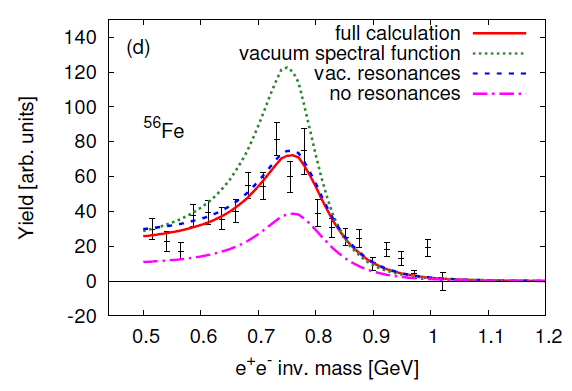 (d)
full calculation
vacuum spectral function
vac. resonances
no resonances
⁵⁶Fe
Yield [arb. units]
140
120
100
80
60
40
20
0
-20
0.5 0.6 0.7 0.8 0.9 1 1.1 1.2
e⁺e⁻ inv. mass [GeV]